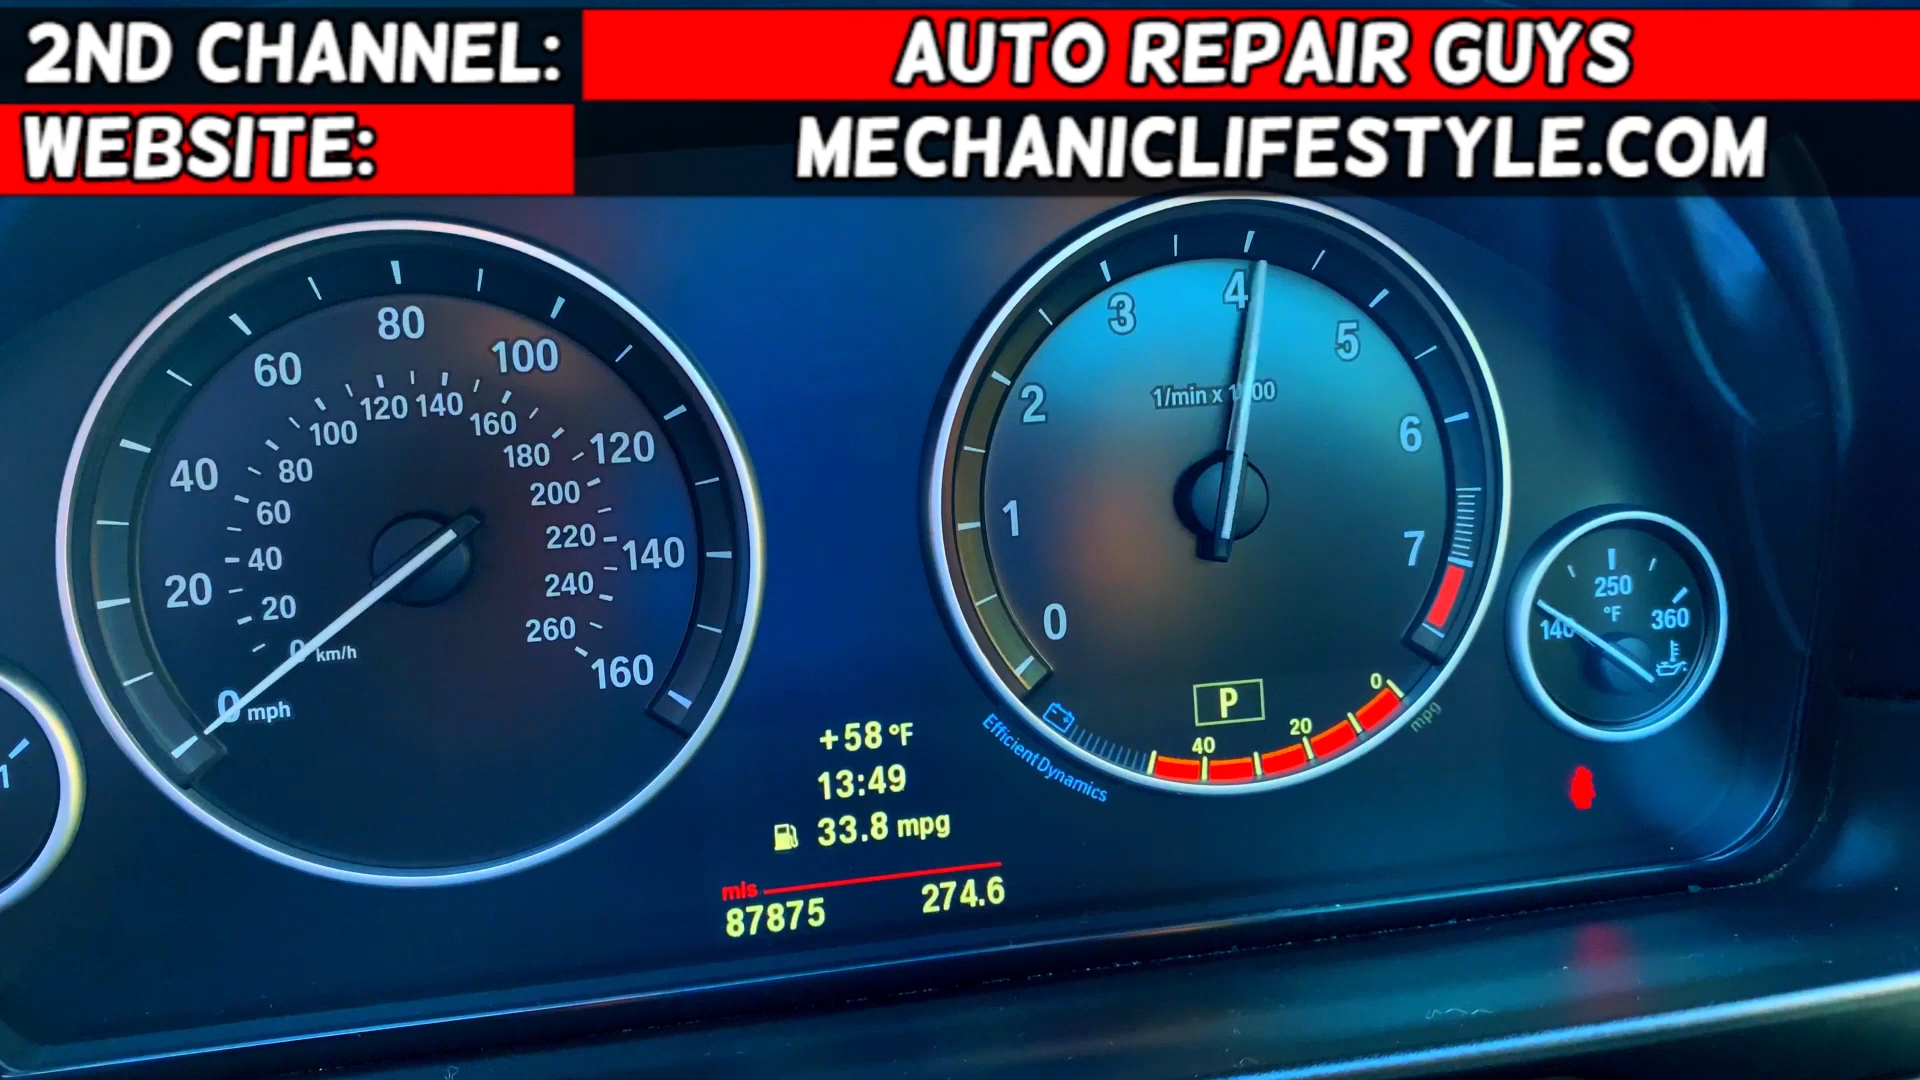 2ND CHANNEL: AUTO REPAIR GUYS
WEBSITE: MECHANICLIFESTYLE.COM
80
60 100
40 120
20 140
0 mph 160
120 140
100 160
80 180
60 200
40 220
20 240
0 km/h 260
3 4 5
2 6
1 7
0
1/min x 1000
P
40 20 0
mpg
EfficientDynamics
250
°F
140 360
1
+58 °F
13:49
33.8 mpg
mls
87875 274.6